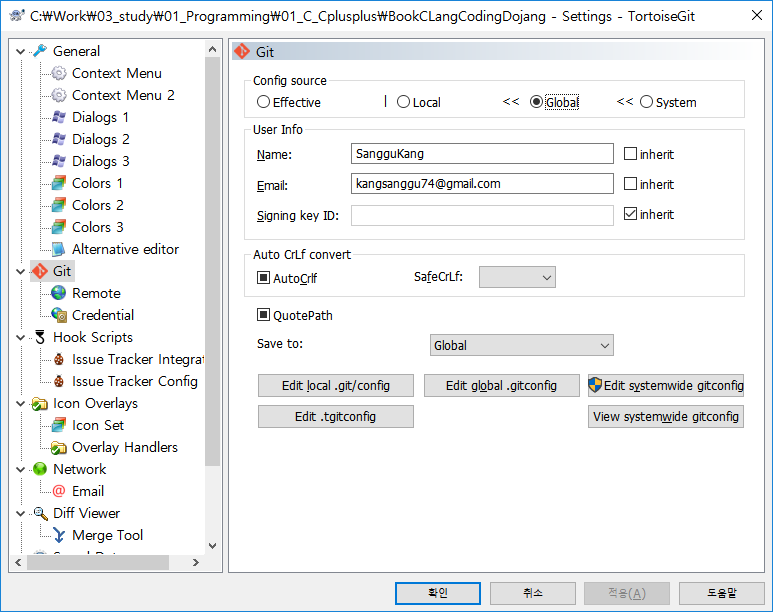 C:₩Work₩03_study₩01_Programming₩01_C_Cplusplus₩BookCLangCodingDojang - Settings - TortoiseGit
General
Context Menu
Context Menu 2
Dialogs 1
Dialogs 2
Dialogs 3
Colors 1
Colors 2
Colors 3
Alternative editor
Git
Remote
Credential
Hook Scripts
Issue Tracker Integrat
Issue Tracker Config
Icon Overlays
Icon Set
Overlay Handlers
Network
Email
Diff Viewer
Merge Tool
Git
Config source
Effective | Local << Global << System
User Info
Name: SangguKang inherit
Email: kangsanggu74@gmail.com inherit
Signing key ID: inherit
Auto CrLf convert
AutoCrlf SafeCrLf:
QuotePath
Save to: Global
Edit local .git/config Edit global .gitconfig Edit systemwide gitconfig
Edit .tgitconfig View systemwide gitconfig
확인 취소 적용(A) 도움말